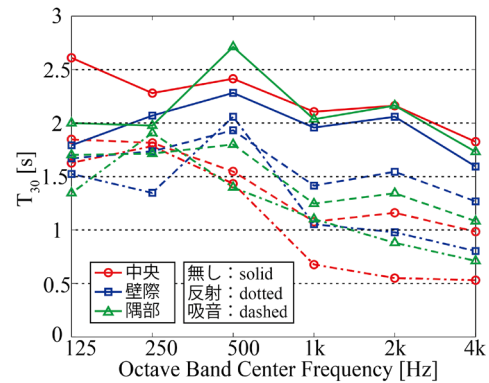 3
2.5
2
1.5
1
0.5
0
T30 [s]
125 250 500 1k 2k 4k
Octave Band Center Frequency [Hz]
中央
壁際
隅部
無し：solid
反射：dotted
吸音：dashed